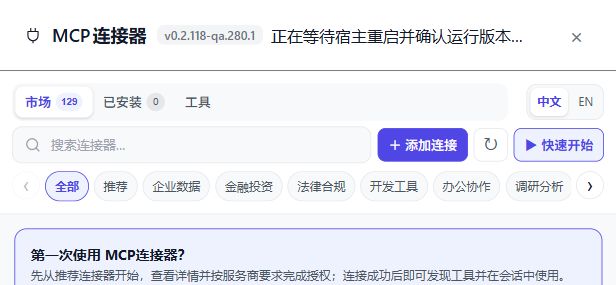 MCP连接器 v0.2.118-qa.280.1 正在等待宿主重启并确认运行版本...
市场 129 已安装 0 工具 中文 EN
搜索连接器... + 添加连接 快速开始
全部 推荐 企业数据 金融投资 法律合规 开发工具 办公协作 调研分析
第一次使用 MCP连接器？
先从推荐连接器开始，查看详情并按服务商要求完成授权；连接成功后即可发现工具并在会话中使用。